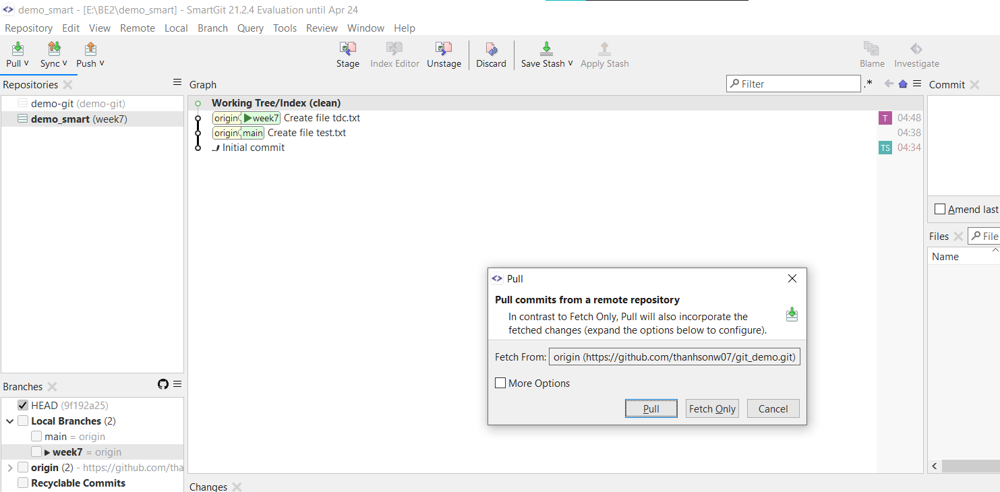 demo_smart - [E:\BE2\demo_smart] - SmartGit 21.2.4 Evaluation until Apr 24
Repository Edit View Remote Local Branch Query Tools Review Window Help
Pull Sync Push Stage Index Editor Unstage Discard Save Stash Apply Stash Blame Investigate
Repositories
demo-git (demo-git)
demo_smart (week7)
Graph
Filter
.*
Working Tree/Index (clean)
origin week7 Create file tdc.txt
T 04:48
origin main Create file test.txt
04:38
Initial commit
TS 04:34
Commit
Amend last
Files
File
Name
Pull
Pull commits from a remote repository
In contrast to Fetch Only, Pull will also incorporate the
fetched changes (expand the options below to configure).
Fetch From: origin (https://github.com/thanhsonw07/git_demo.git)
More Options
Pull Fetch Only Cancel
Branches
HEAD (9f192a25)
Local Branches (2)
main = origin
week7 = origin
origin (2) - https://github.com/tha
Recyclable Commits
Changes